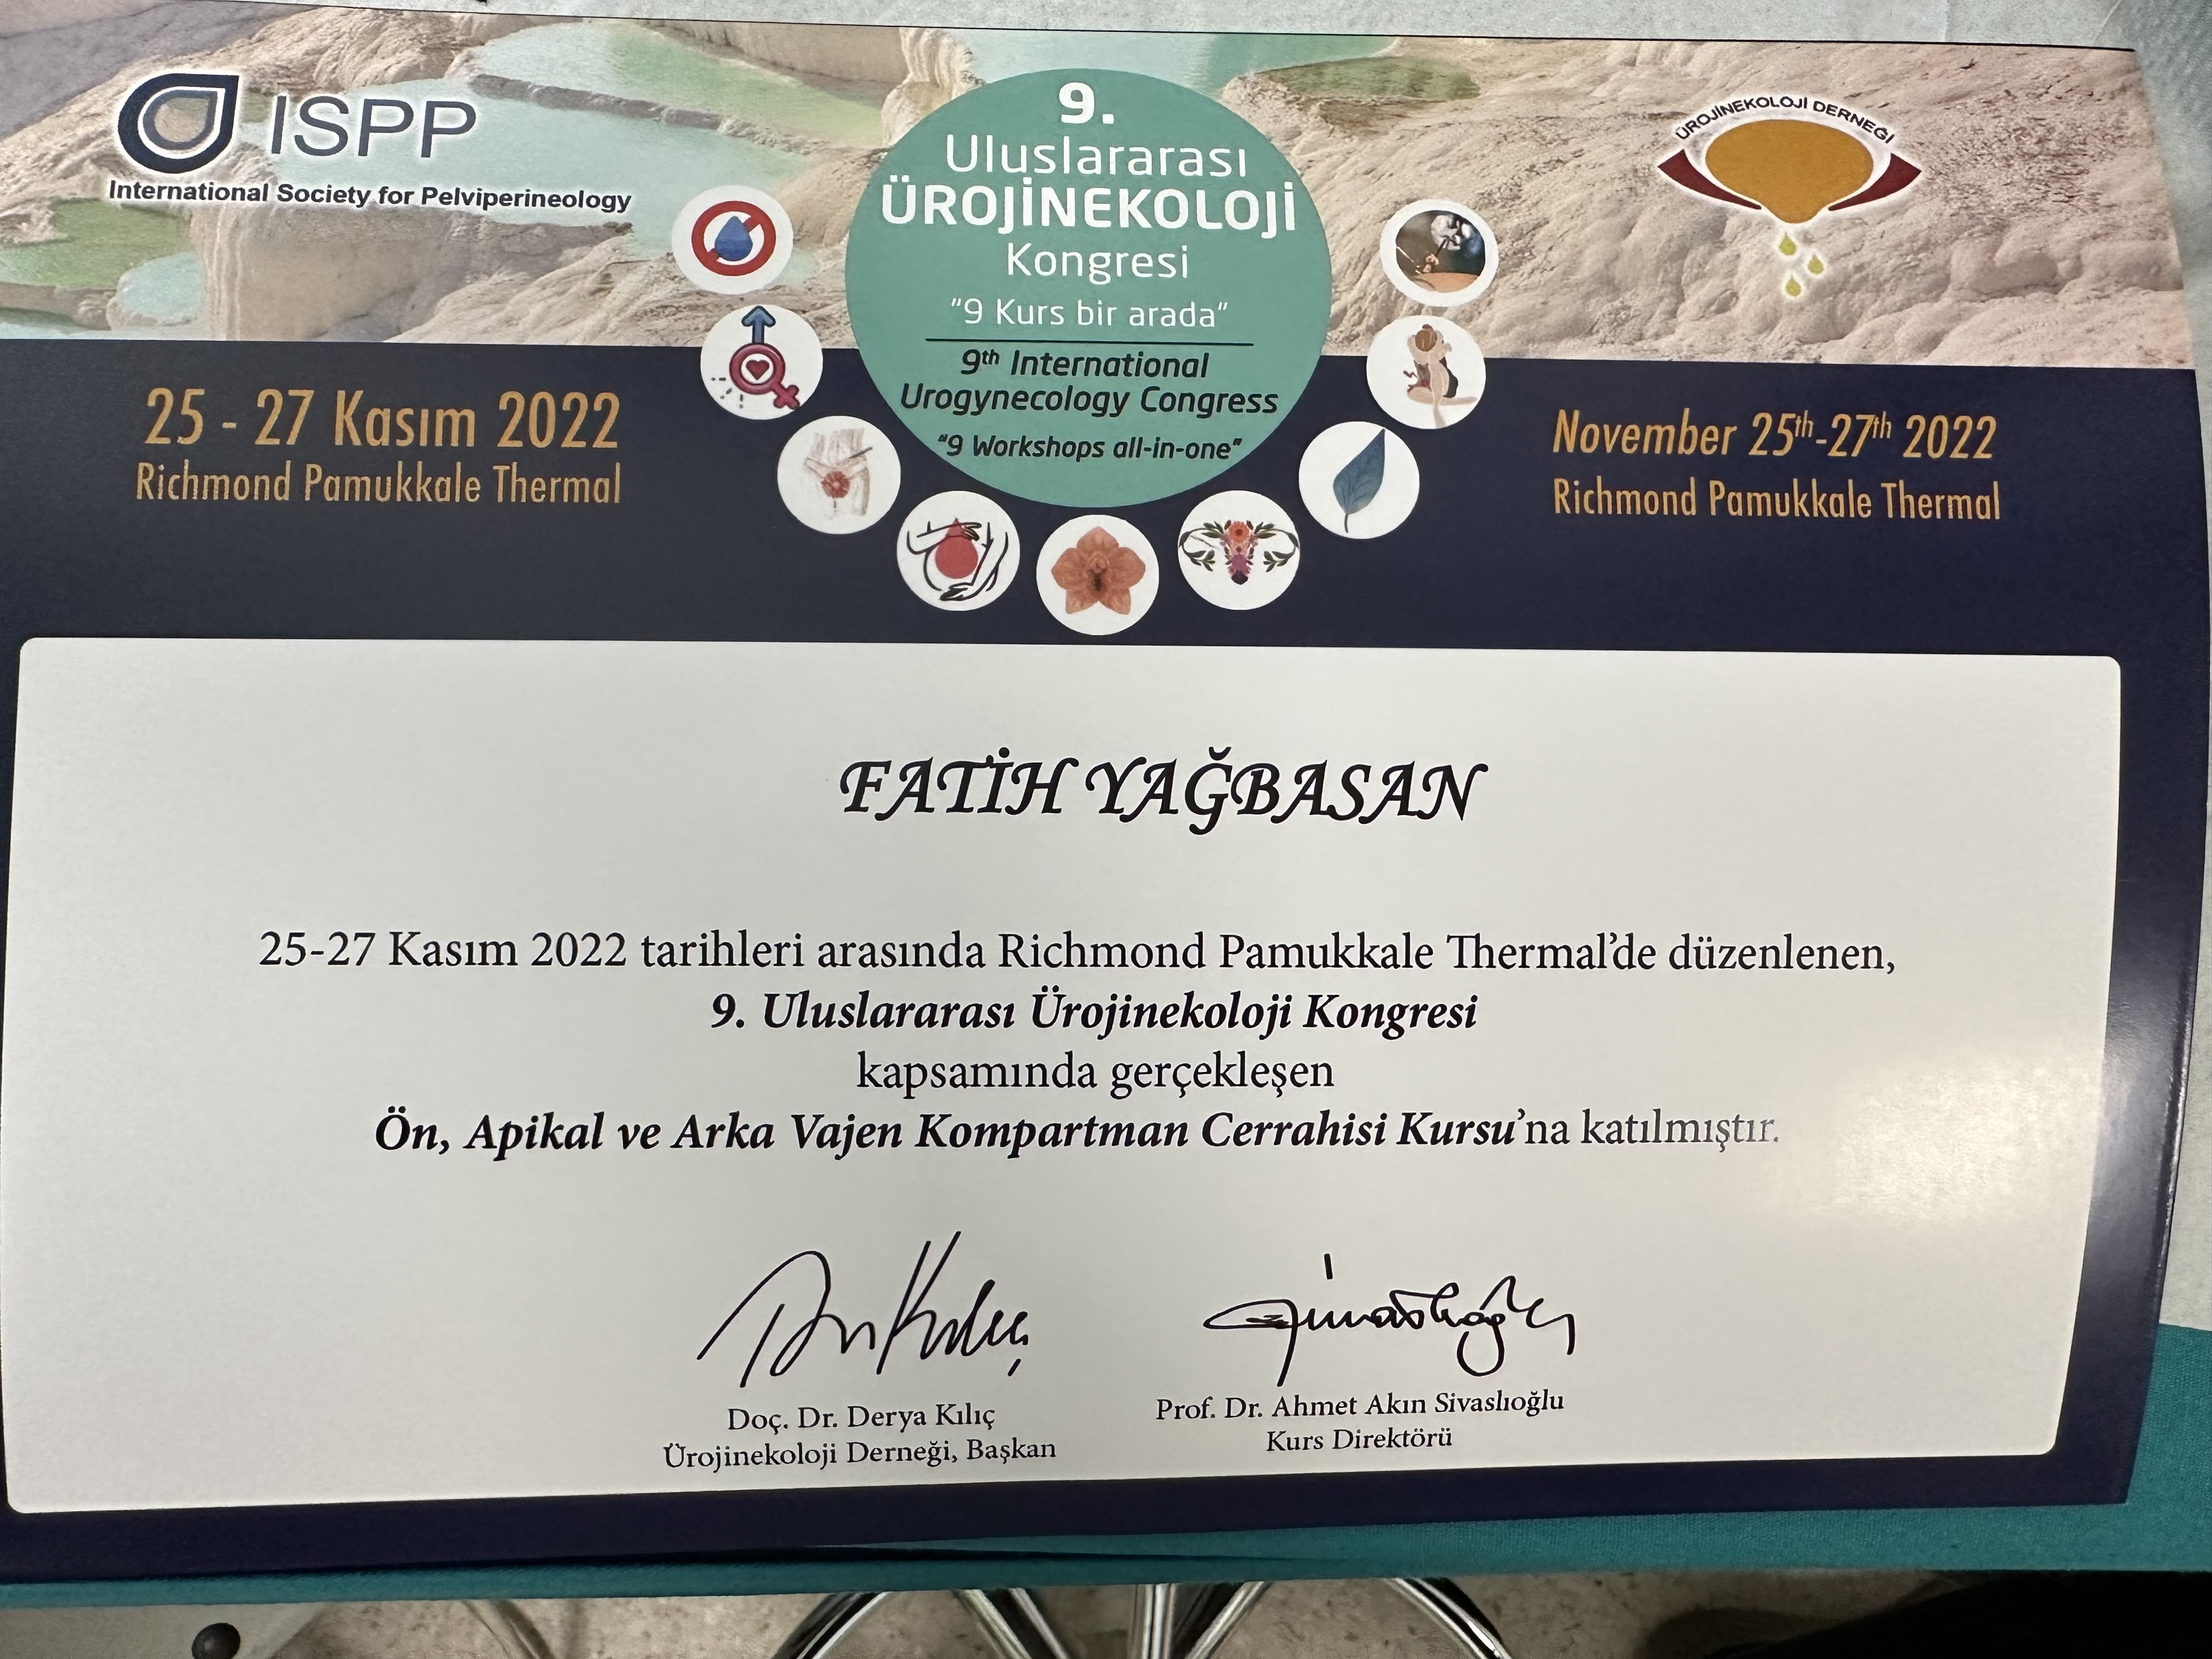 ISPP
International Society for Pelviperineology
9.
Uluslararası
ÜROJİNEKOLOJİ
Kongresi
"9 Kurs bir arada"
9th International
Urogynecology Congress
"9 Workshops all-in-one"
ÜROJİNEKOLOJİ DERNEĞİ
25 - 27 Kasım 2022
Richmond Pamukkale Thermal
November 25th-27th 2022
Richmond Pamukkale Thermal
FATİH YAĞBASAN
25-27 Kasım 2022 tarihleri arasında Richmond Pamukkale Thermal'de düzenlenen,
9. Uluslararası Ürojinekoloji Kongresi
kapsamında gerçekleşen
Ön, Apikal ve Arka Vajen Kompartman Cerrahisi Kursu'na katılmıştır.
Doç. Dr. Derya Kılıç
Ürojinekoloji Derneği, Başkan
Prof. Dr. Ahmet Akın Sivaslıoğlu
Kurs Direktörü